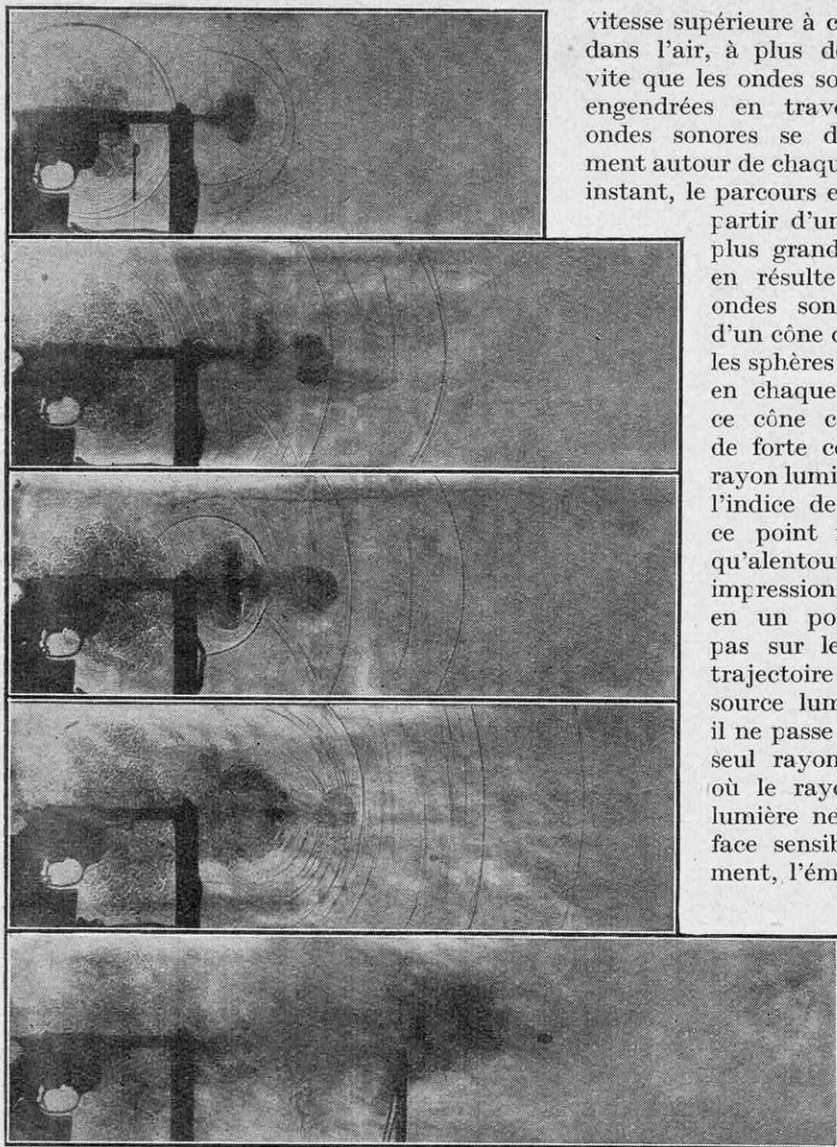 vitesse supérieure à c
dans l'air, à plus d
vite que les ondes so
engendrées en trav
ondes sonores se d
ment autour de chaqu
instant, le parcours e
partir d'un
plus grand
en résulte
ondes son
d'un cône d
les sphères
en chaque
ce cône c
de forte c
rayon lumi
l'indice de
ce point
qu'alentou
impression
en un po
pas sur le
trajectoire
source lum
il ne passe
seul rayon
où le rayo
lumière ne
face sensib
ment, l'ém